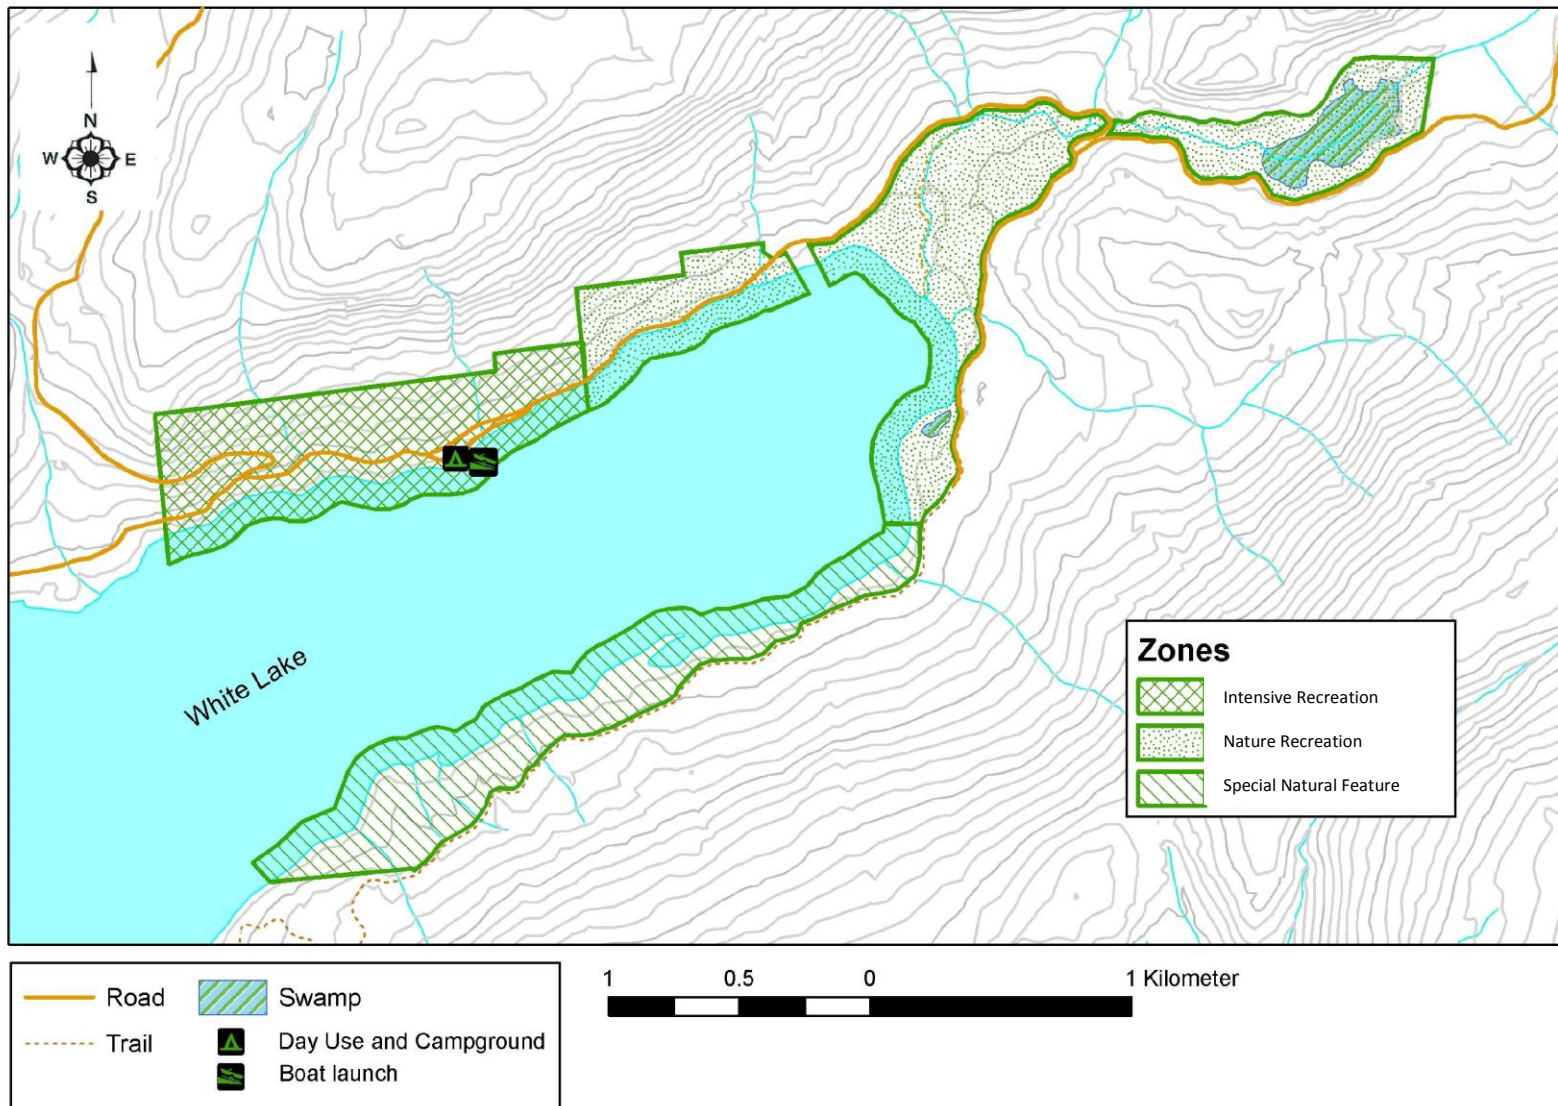 N
W E
S
White Lake
Zones
Intensive Recreation
Nature Recreation
Special Natural Feature
Road
Swamp
Trail
Day Use and Campground
Boat launch
1 0.5 0 1 Kilometer